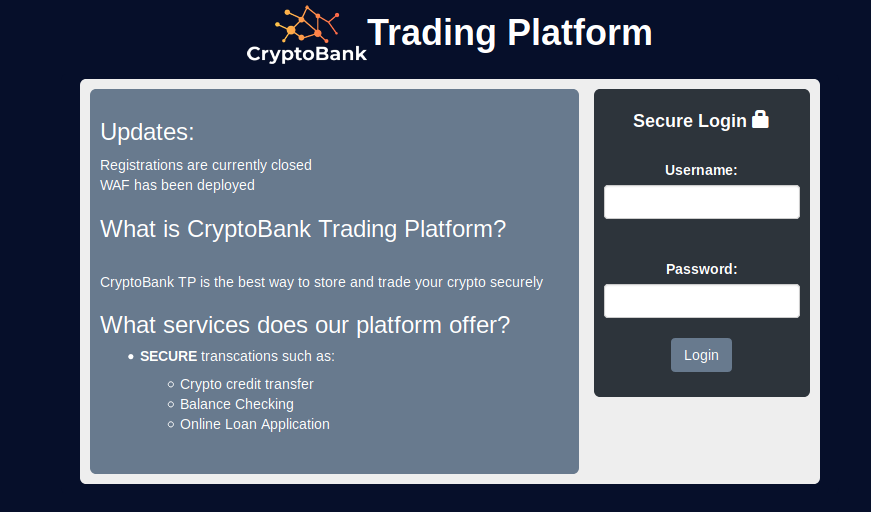 CryptoBank
Trading Platform
Updates:
Registrations are currently closed
WAF has been deployed
What is CryptoBank Trading Platform?
CryptoBank TP is the best way to store and trade your crypto securely
What services does our platform offer?
SECURE transcations such as:
Crypto credit transfer
Balance Checking
Online Loan Application
Secure Login
Username:
Password:
Login